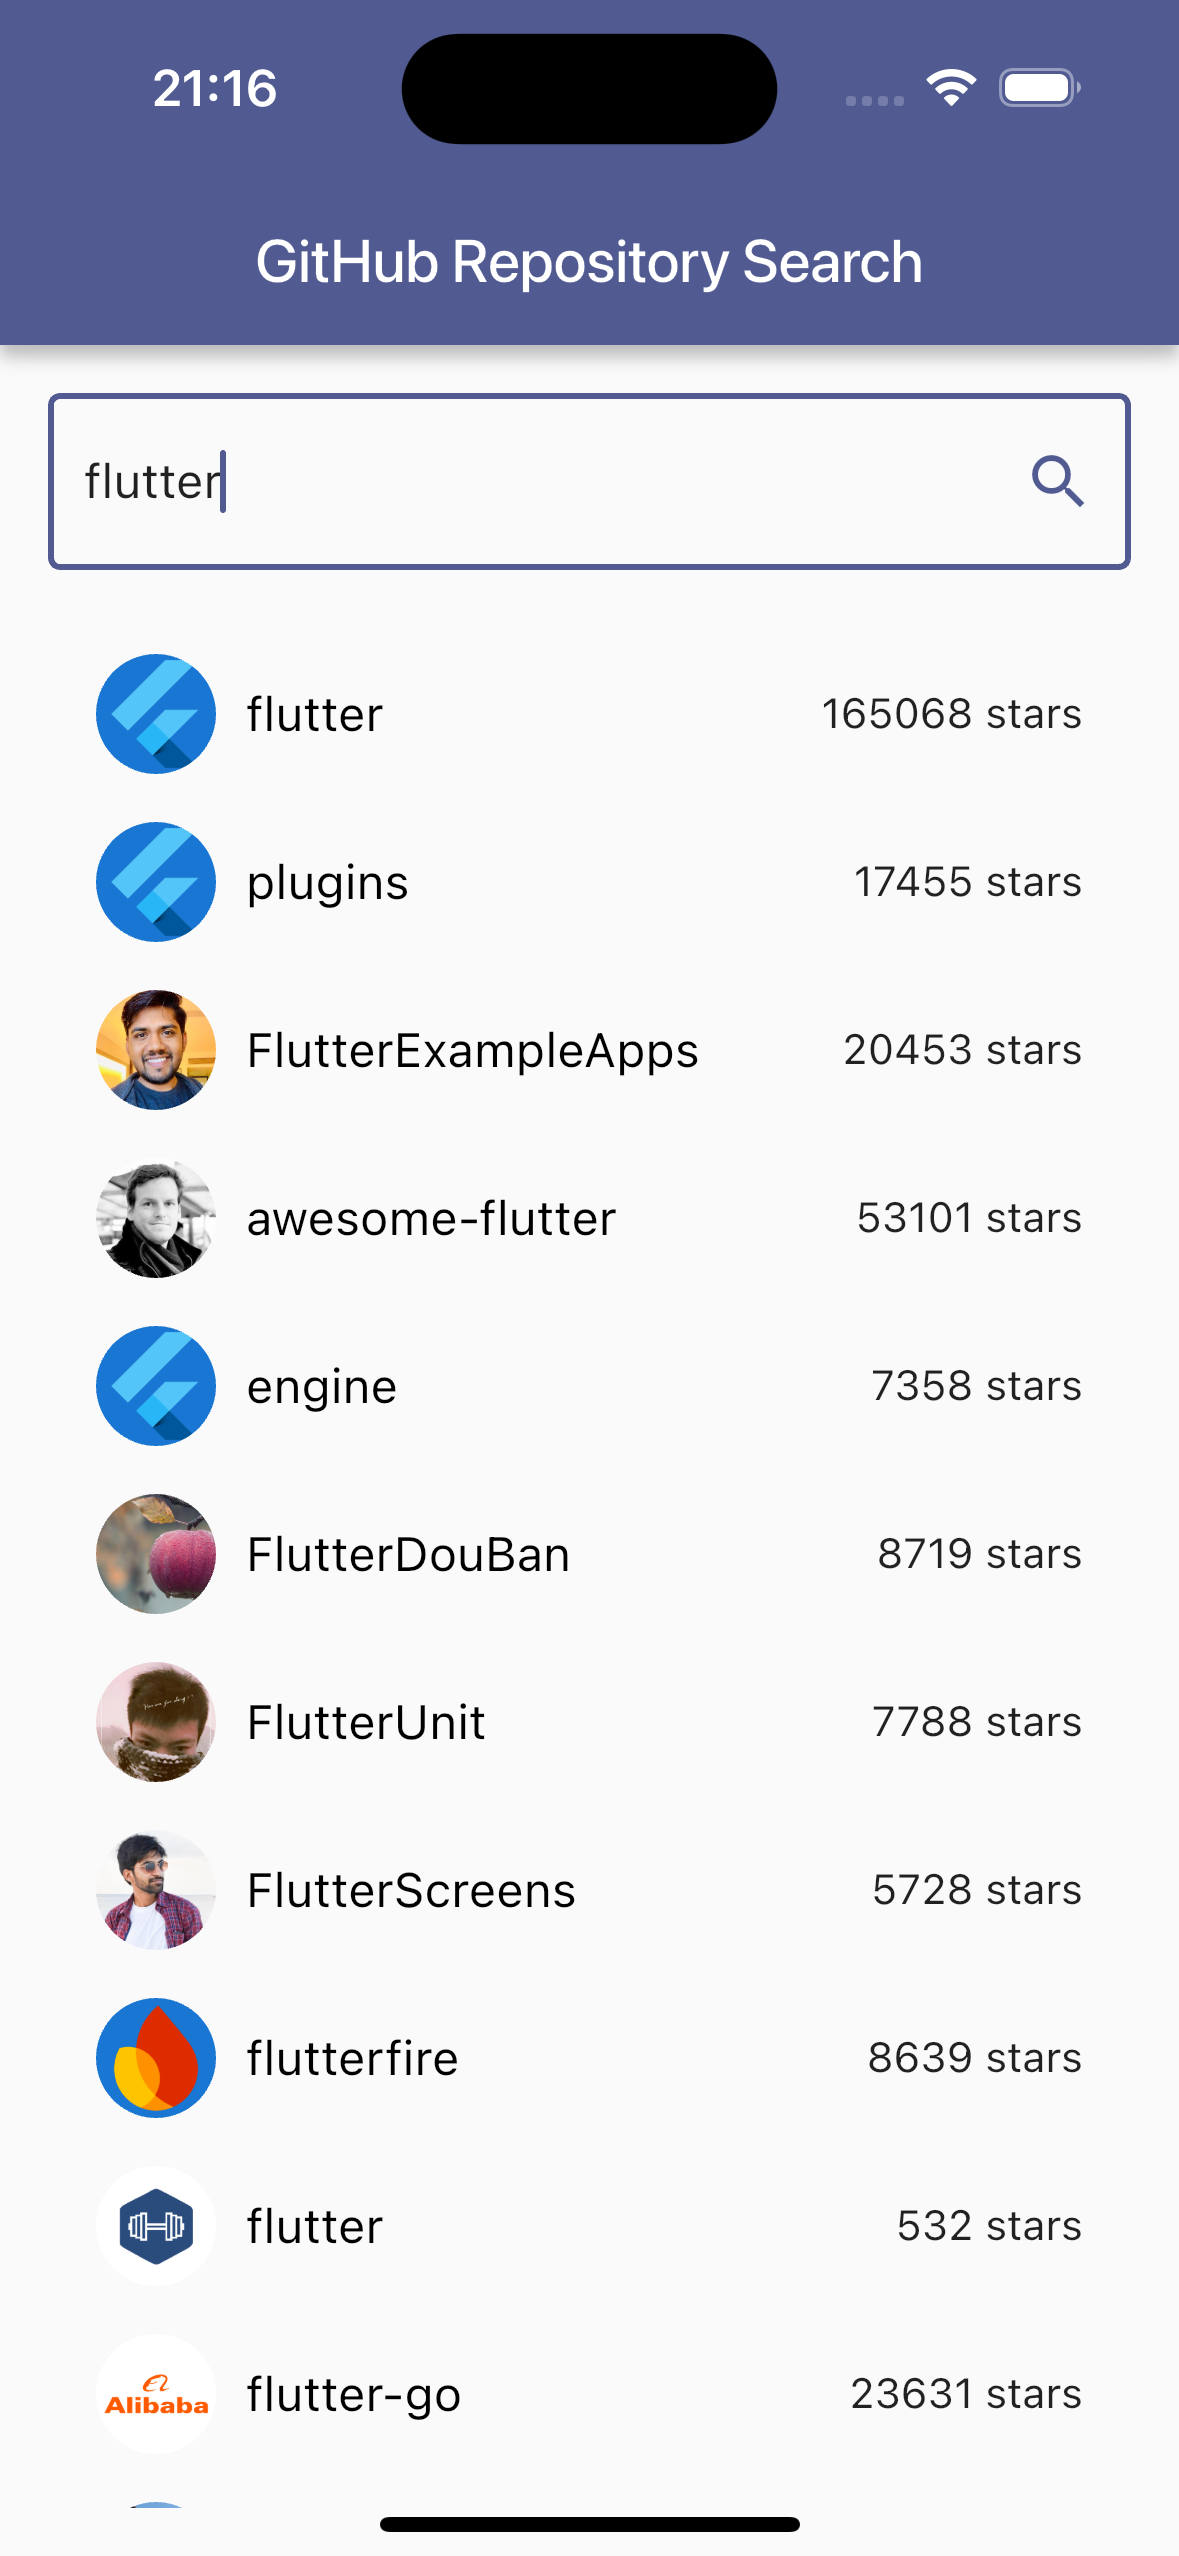 21:16
GitHub Repository Search
flutter
flutter 165068 stars
plugins 17455 stars
FlutterExampleApps 20453 stars
awesome-flutter 53101 stars
engine 7358 stars
FlutterDouBan 8719 stars
FlutterUnit 7788 stars
FlutterScreens 5728 stars
flutterfire 8639 stars
flutter 532 stars
Alibaba flutter-go 23631 stars